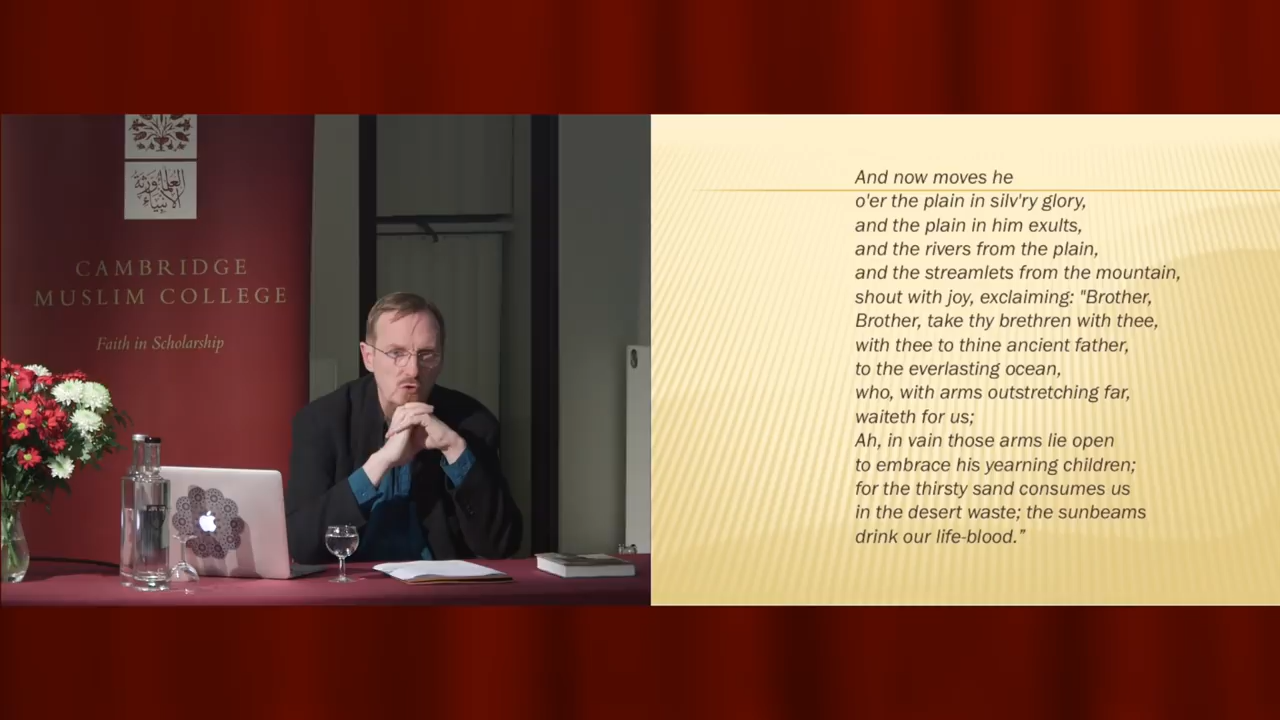 العلماء ورثة
الأنبياء
CAMBRIDGE
MUSLIM COLLEGE
Faith in Scholarship
And now moves he
o'er the plain in silv'ry glory,
and the plain in him exults,
and the rivers from the plain,
and the streamlets from the mountain,
shout with joy, exclaiming: "Brother,
Brother, take thy brethren with thee,
with thee to thine ancient father,
to the everlasting ocean,
who, with arms outstretching far,
waiteth for us;
Ah, in vain those arms lie open
to embrace his yearning children;
for the thirsty sand consumes us
in the desert waste; the sunbeams
drink our life-blood.”